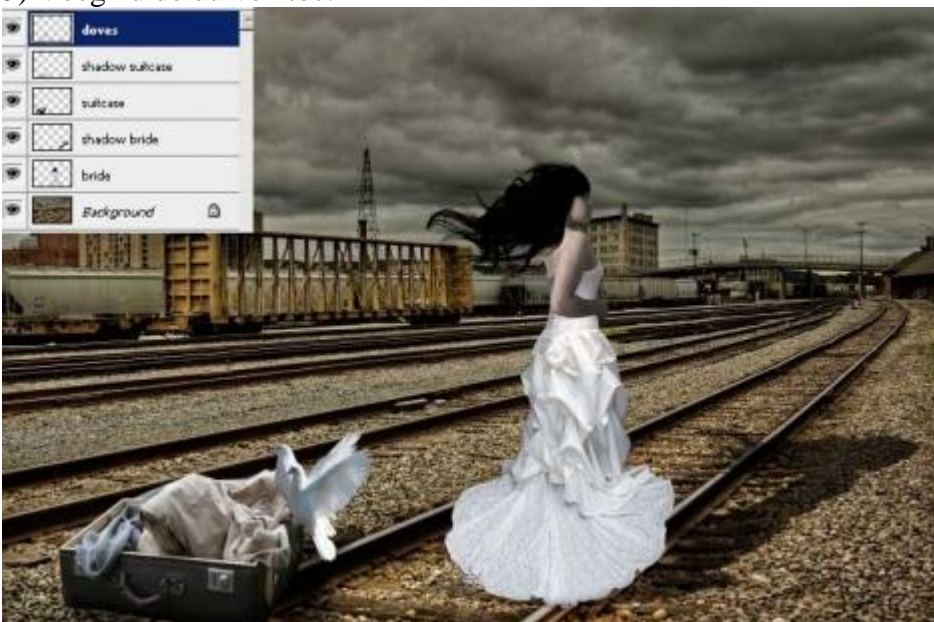 doves
shadow suitcase
suitcase
shadow bride
bride
Background